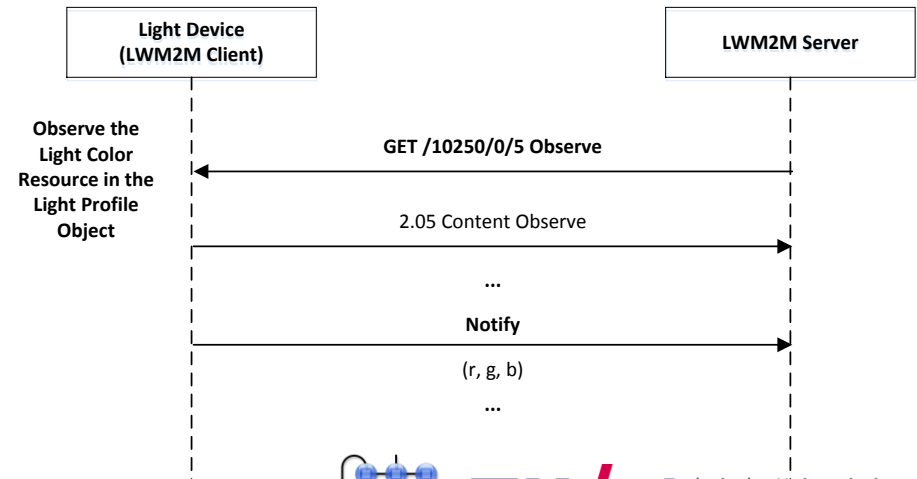 Light Device
(LWM2M Client)
LWM2M Server
Observe the
Light Color
Resource in the
Light Profile
Object
GET /10250/0/5 Observe
2.05 Content Observe
...
Notify
(r, g, b)
...